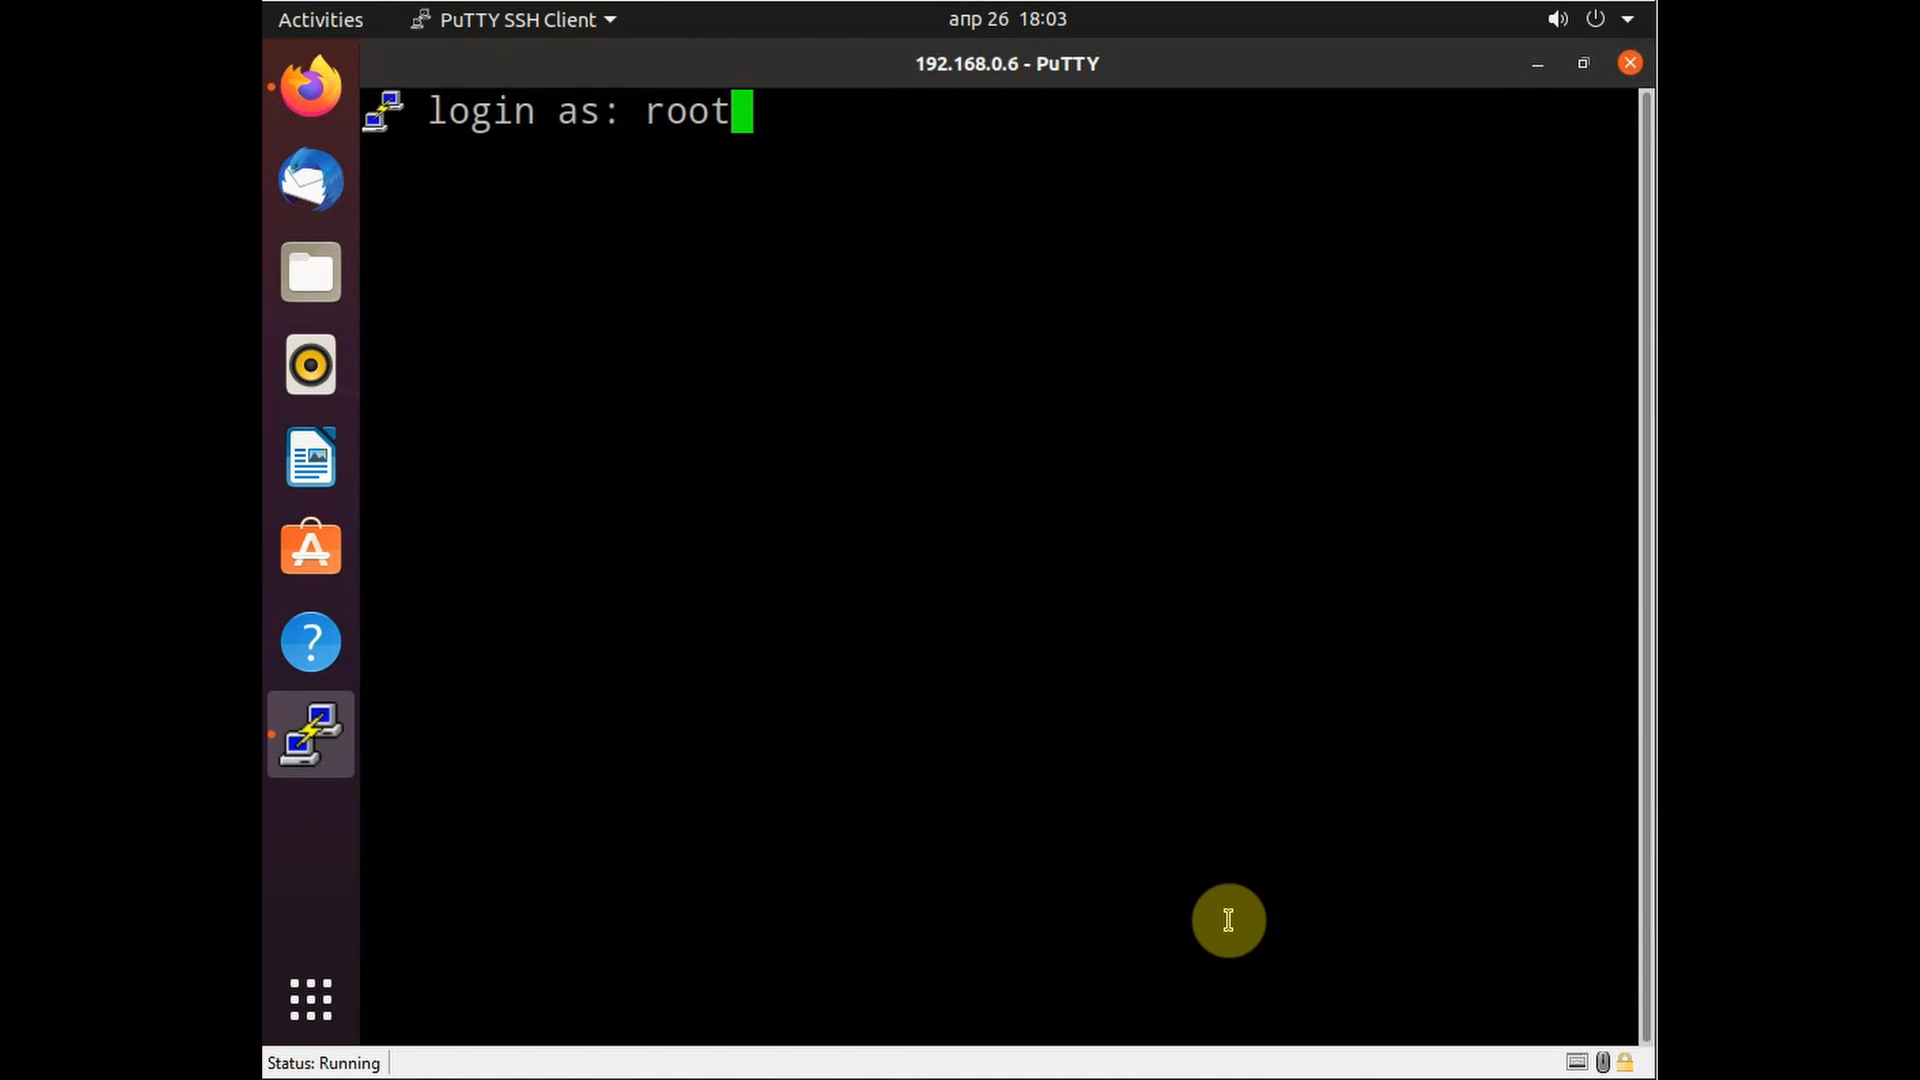 Activities
PuTTY SSH Client
апр 26 18:03
192.168.0.6 - PuTTY
login as: root
Status: Running